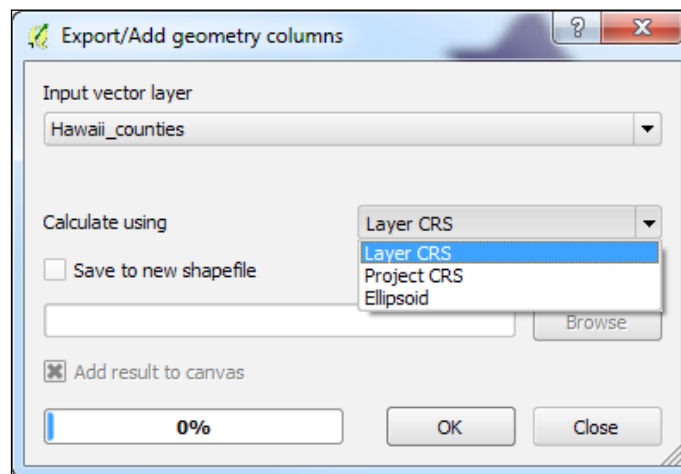 Export/Add geometry columns
Input vector layer
Hawaii_counties
Calculate using
Layer CRS
Layer CRS
Project CRS
Ellipsoid
Save to new shapefile
Browse
Add result to canvas
0%
OK
Close